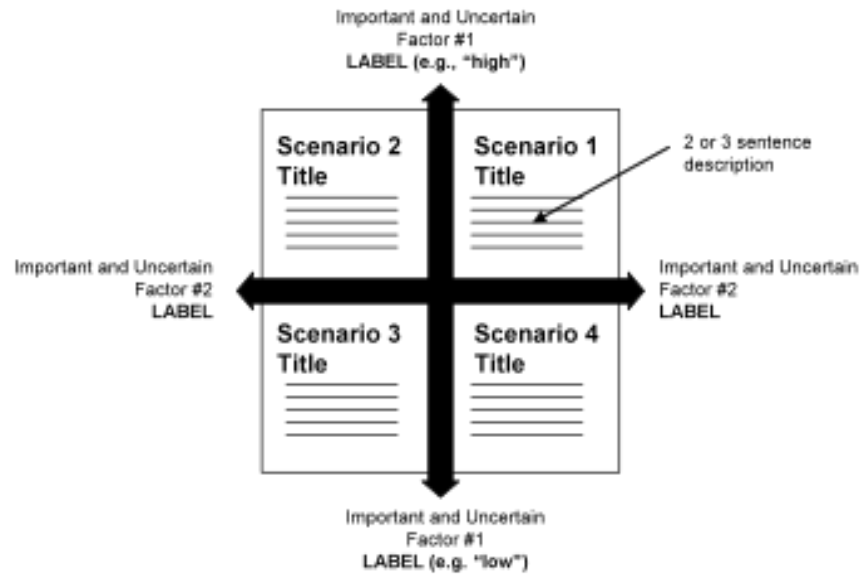 Important and Uncertain
Factor #1
LABEL (e.g., “high”)
Scenario 2
Title
Scenario 1
Title
2 or 3 sentence
description
Important and Uncertain
Factor #2
LABEL
Important and Uncertain
Factor #2
LABEL
Scenario 3
Title
Scenario 4
Title
Important and Uncertain
Factor #1
LABEL (e.g. “low”)